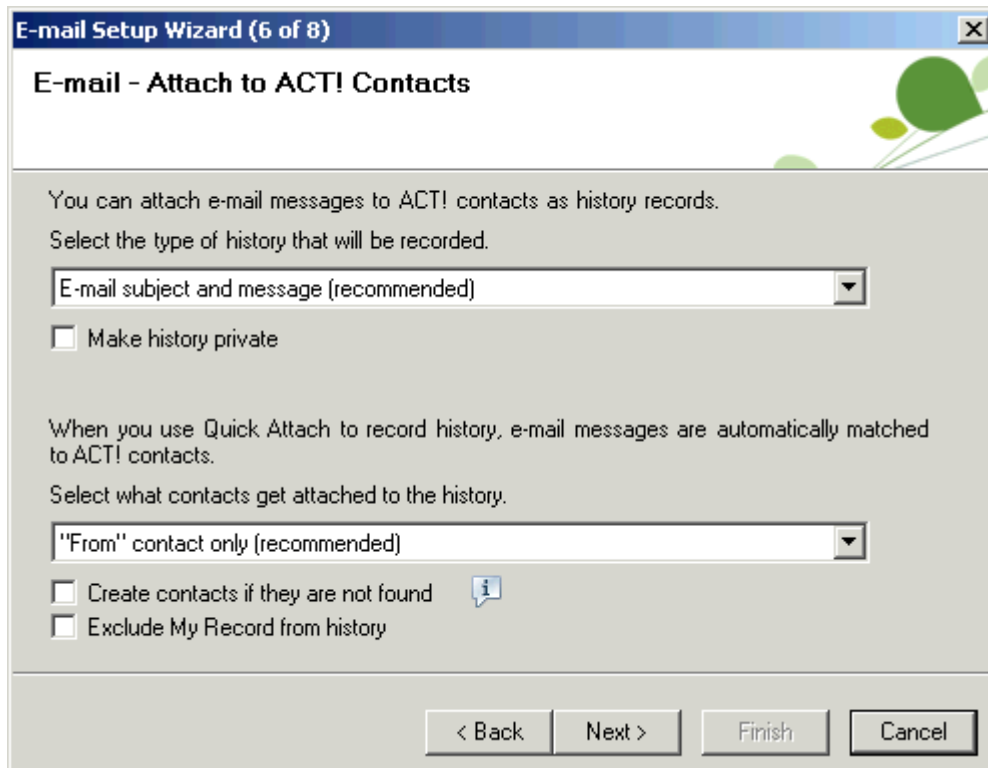 E-mail Setup Wizard (6 of 8)
E-mail - Attach to ACT! Contacts
You can attach e-mail messages to ACT! contacts as history records.
Select the type of history that will be recorded.
E-mail subject and message (recommended)
Make history private
When you use Quick Attach to record history, e-mail messages are automatically matched
to ACT! contacts.
Select what contacts get attached to the history.
"From" contact only (recommended)
Create contacts if they are not found
Exclude My Record from history
< Back Next > Finish Cancel